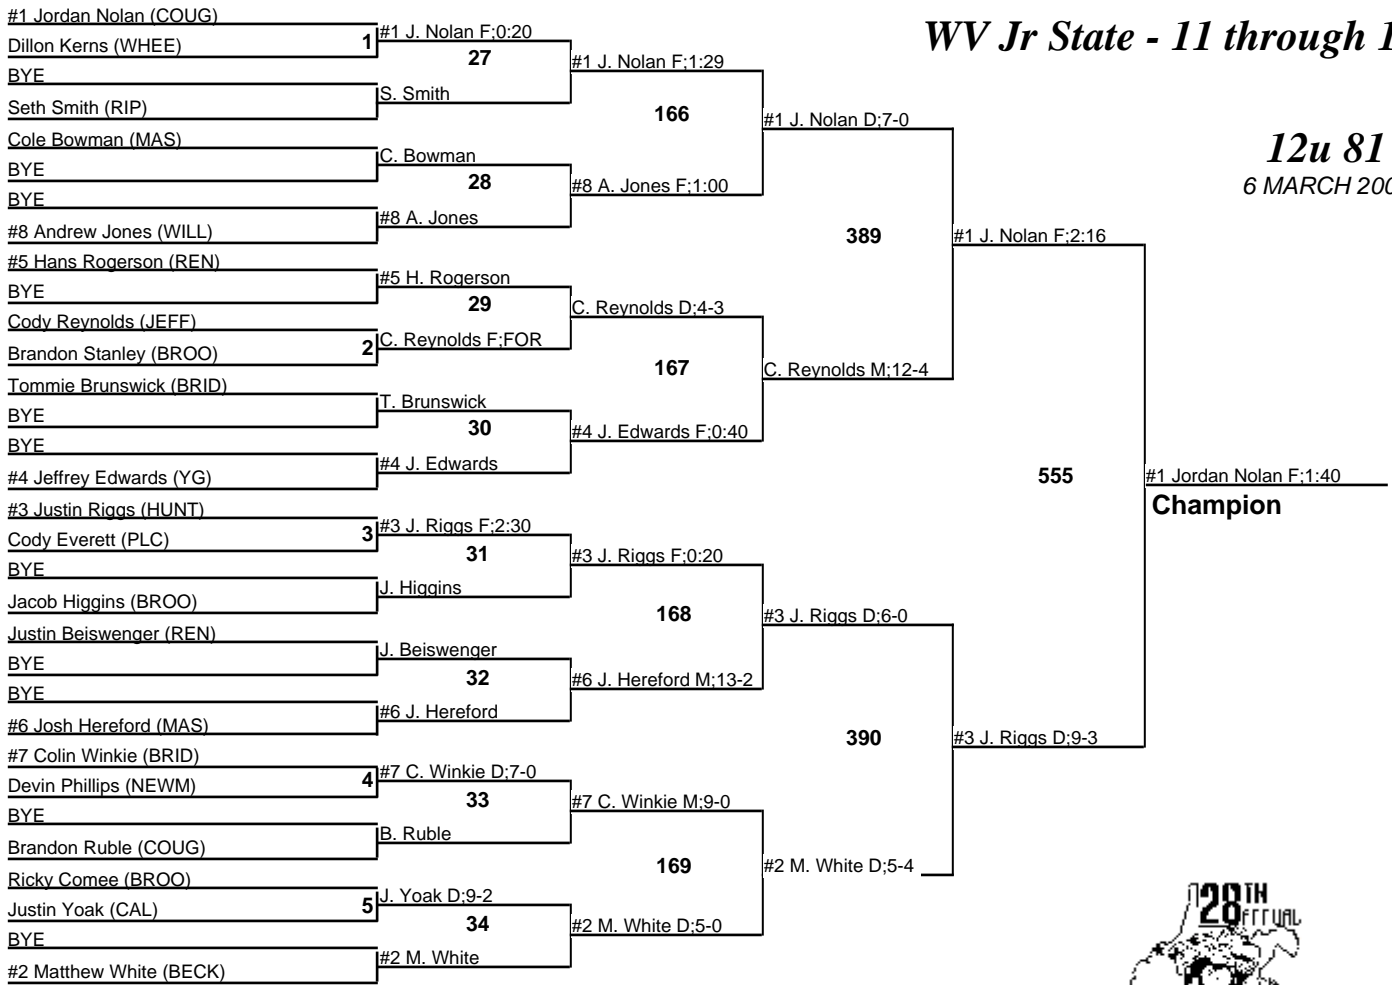 WV Jr State - 11 through 1
12u 81
6 MARCH 200
#1 Jordan Nolan (COUG)
Dillon Kerns (WHEE)
BYE
Seth Smith (RIP)
Cole Bowman (MAS)
BYE
BYE
#8 Andrew Jones (WILL)
#5 Hans Rogerson (REN)
BYE
Cody Reynolds (JEFF)
Brandon Stanley (BROO)
Tommie Brunswick (BRID)
BYE
BYE
#4 Jeffrey Edwards (YG)
#3 Justin Riggs (HUNT)
Cody Everett (PLC)
BYE
Jacob Higgins (BROO)
Justin Beiswenger (REN)
BYE
BYE
#6 Josh Hereford (MAS)
#7 Colin Winkie (BRID)
Devin Phillips (NEWM)
BYE
Brandon Ruble (COUG)
Ricky Comee (BROO)
Justin Yoak (CAL)
BYE
#2 Matthew White (BECK)
1
2
3
4
5
#1 J. Nolan F;0:20
27
S. Smith
C. Bowman
28
#8 A. Jones
#5 H. Rogerson
29
C. Reynolds F;FOR
T. Brunswick
30
#4 J. Edwards
#3 J. Riggs F;2:30
31
J. Higgins
J. Beiswenger
32
#6 J. Hereford
#7 C. Winkie D;7-0
33
B. Ruble
J. Yoak D;9-2
34
#2 M. White
#1 J. Nolan F;1:29
166
#8 A. Jones F;1:00
C. Reynolds D;4-3
167
#4 J. Edwards F;0:40
#3 J. Riggs F;0:20
168
#6 J. Hereford M;13-2
#7 C. Winkie M;9-0
169
#2 M. White D;5-0
#1 J. Nolan D;7-0
389
C. Reynolds M;12-4
#3 J. Riggs D;6-0
390
#2 M. White D;5-4
#1 J. Nolan F;2:16
555
#3 J. Riggs D;9-3
#1 Jordan Nolan F;1:40
Champion
28TH